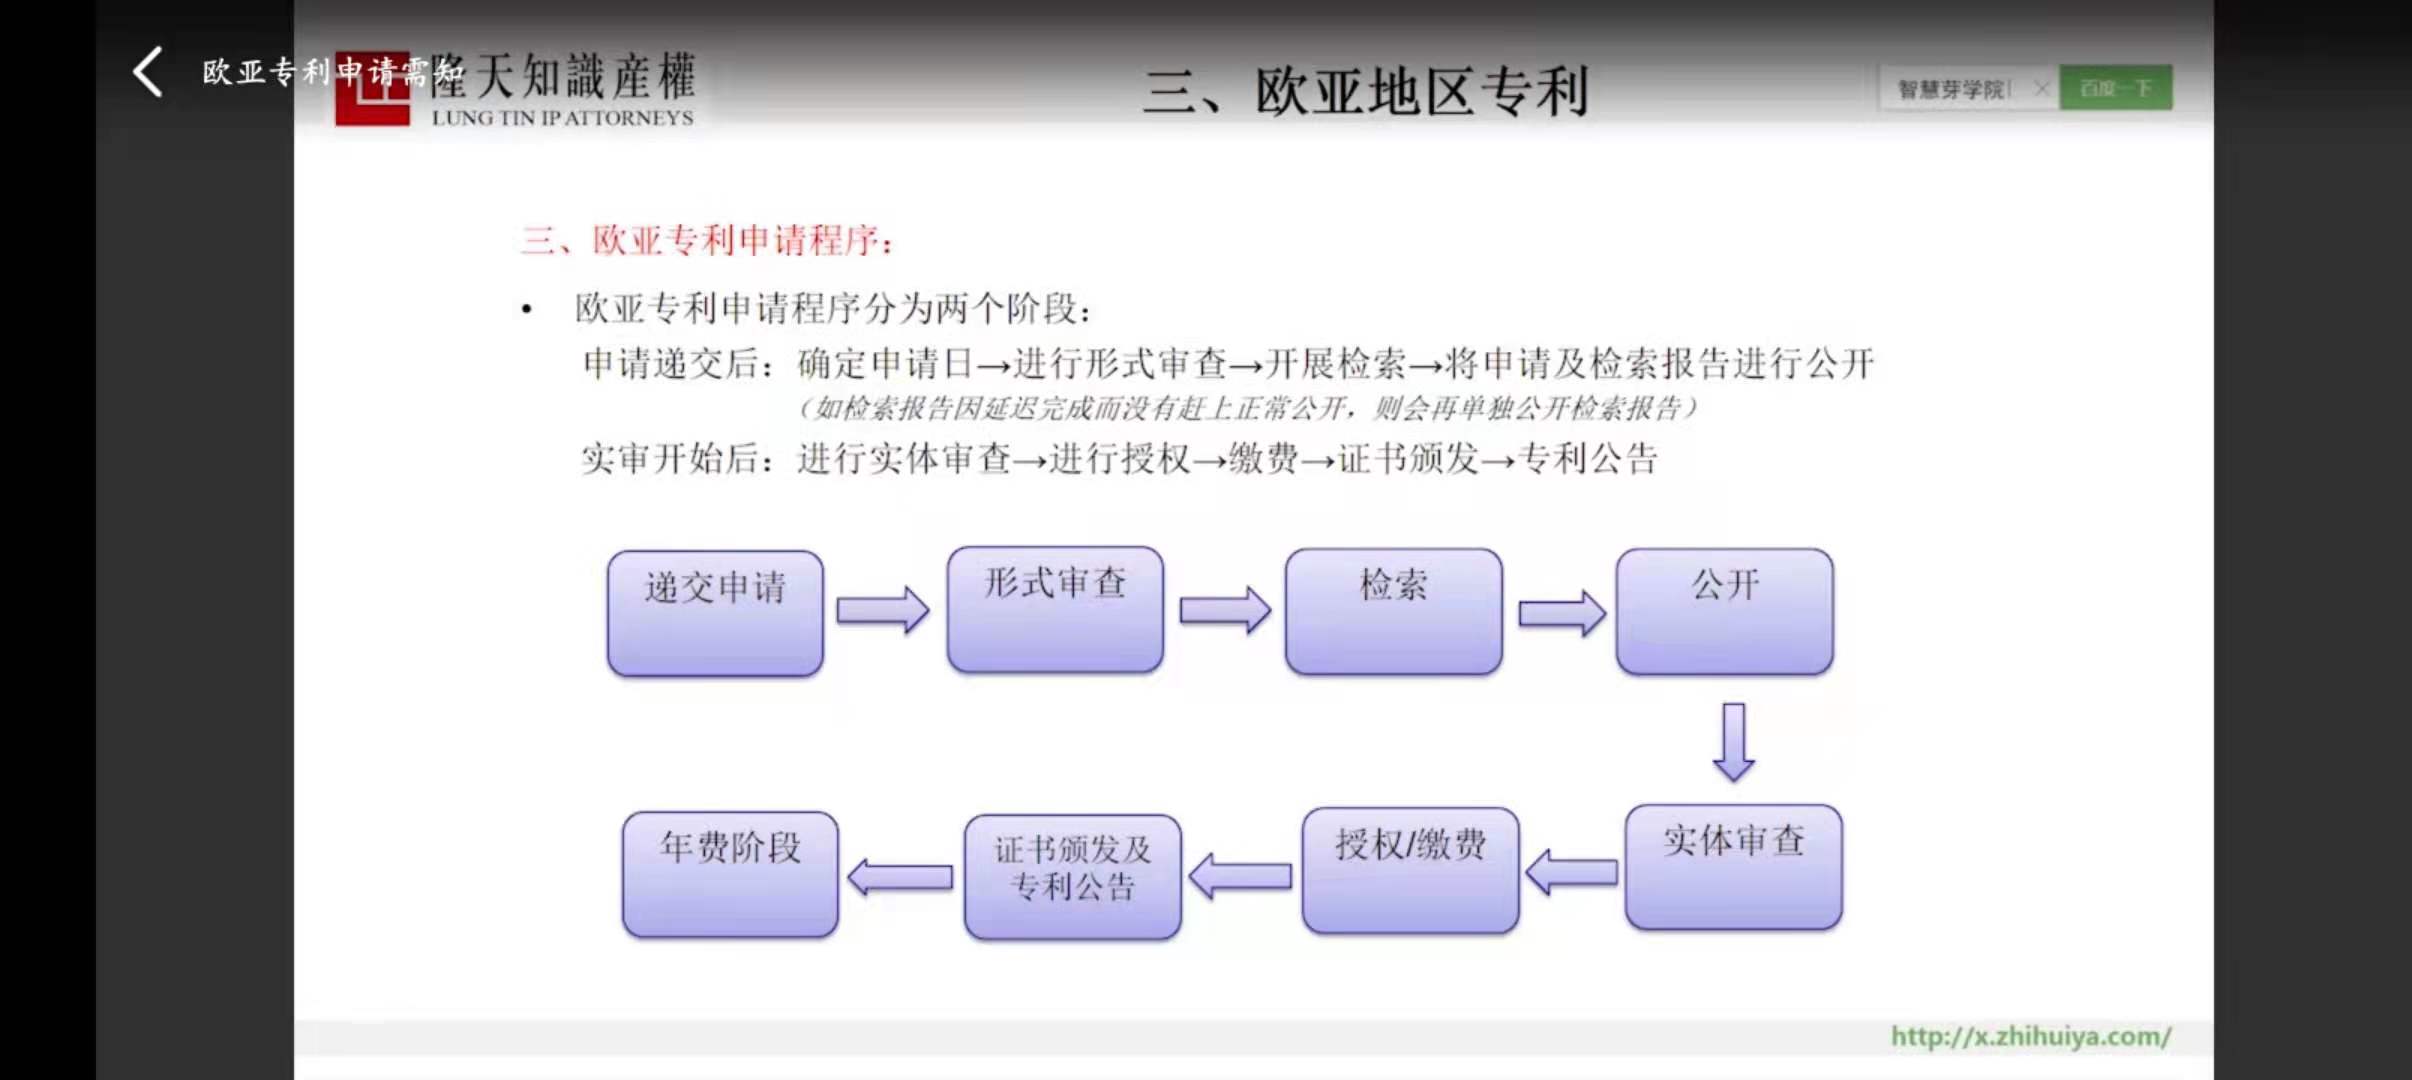 欧亚专利申请需知
隆天知識産權
LUNG TIN IP ATTORNEYS
三、欧亚地区专利
智慧芽学院
百度一下
三、欧亚专利申请程序：
• 欧亚专利申请程序分为两个阶段：
申请递交后：确定申请日→进行形式审查→开展检索→将申请及检索报告进行公开
（如检索报告因延迟完成而没有赶上正常公开，则会再单独公开检索报告）
实审开始后：进行实体审查→进行授权→缴费→证书颁发→专利公告
递交申请
形式审查
检索
公开
年费阶段
证书颁发及
专利公告
授权/缴费
实体审查
http://x.zhihuiya.com/